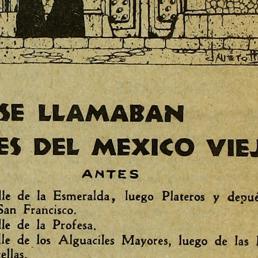 SE LLAMABAN
ES DEL MEXICO VIEJ
ANTES
lle de la Esmeralda, luego Plateros y depué
San Francisco.
lle de la Profesa.
lle de los Alguaciles Mayores, luego de las
ellas.